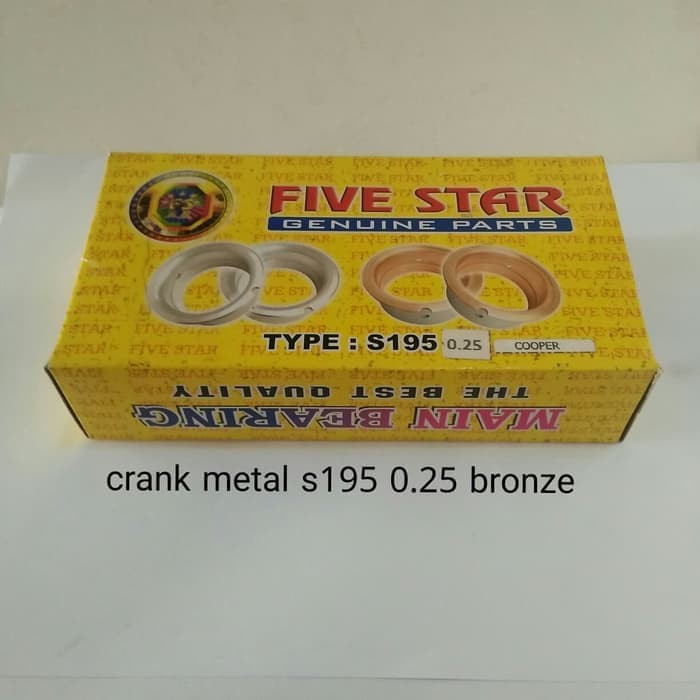 FIVE STAR
GENUINE PARTS
TYPE : S195 0.25 COOPER
THE BEST QUALITY
MAIN BEARING
crank metal s195 0.25 bronze